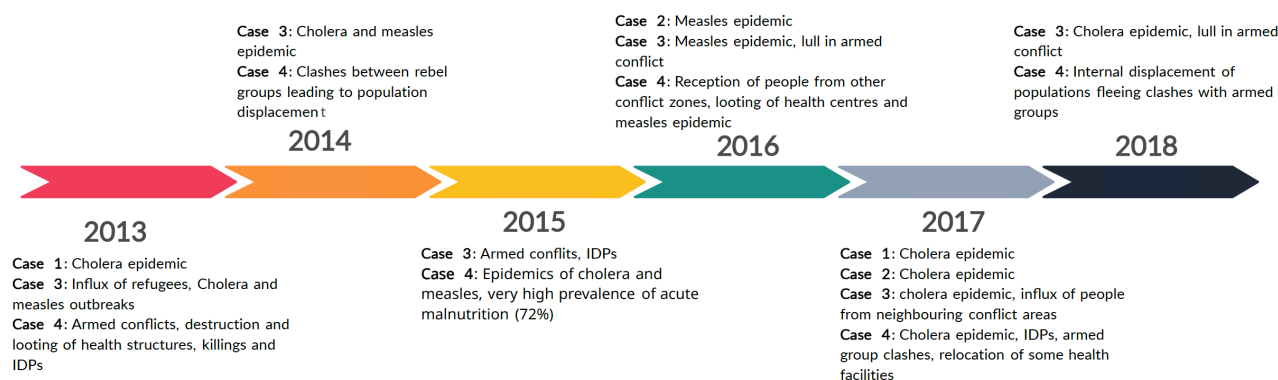 Case 3: Cholera and measles
epidemic
Case 4: Clashes between rebel
groups leading to population
displacement
2014
Case 2: Measles epidemic
Case 3: Measles epidemic, lull in armed
conflict
Case 4: Reception of people from other
conflict zones, looting of health centres and
measles epidemic
2016
Case 3: Cholera epidemic, lull in armed
conflict
Case 4: Internal displacement of
populations fleeing clashes with armed
groups
2018
2013
Case 1: Cholera epidemic
Case 3: Influx of refugees, Cholera and
measles outbreaks
Case 4: Armed conflicts, destruction and
looting of health structures, killings and
IDPs
2015
Case 3: Armed conflits, IDPs
Case 4: Epidemics of cholera and
measles, very high prevalence of acute
malnutrition (72%)
2017
Case 1: Cholera epidemic
Case 2: Cholera epidemic
Case 3: cholera epidemic, influx of people
from neighbouring conflict areas
Case 4: Cholera epidemic, IDPs, armed
group clashes, relocation of some health
facilities